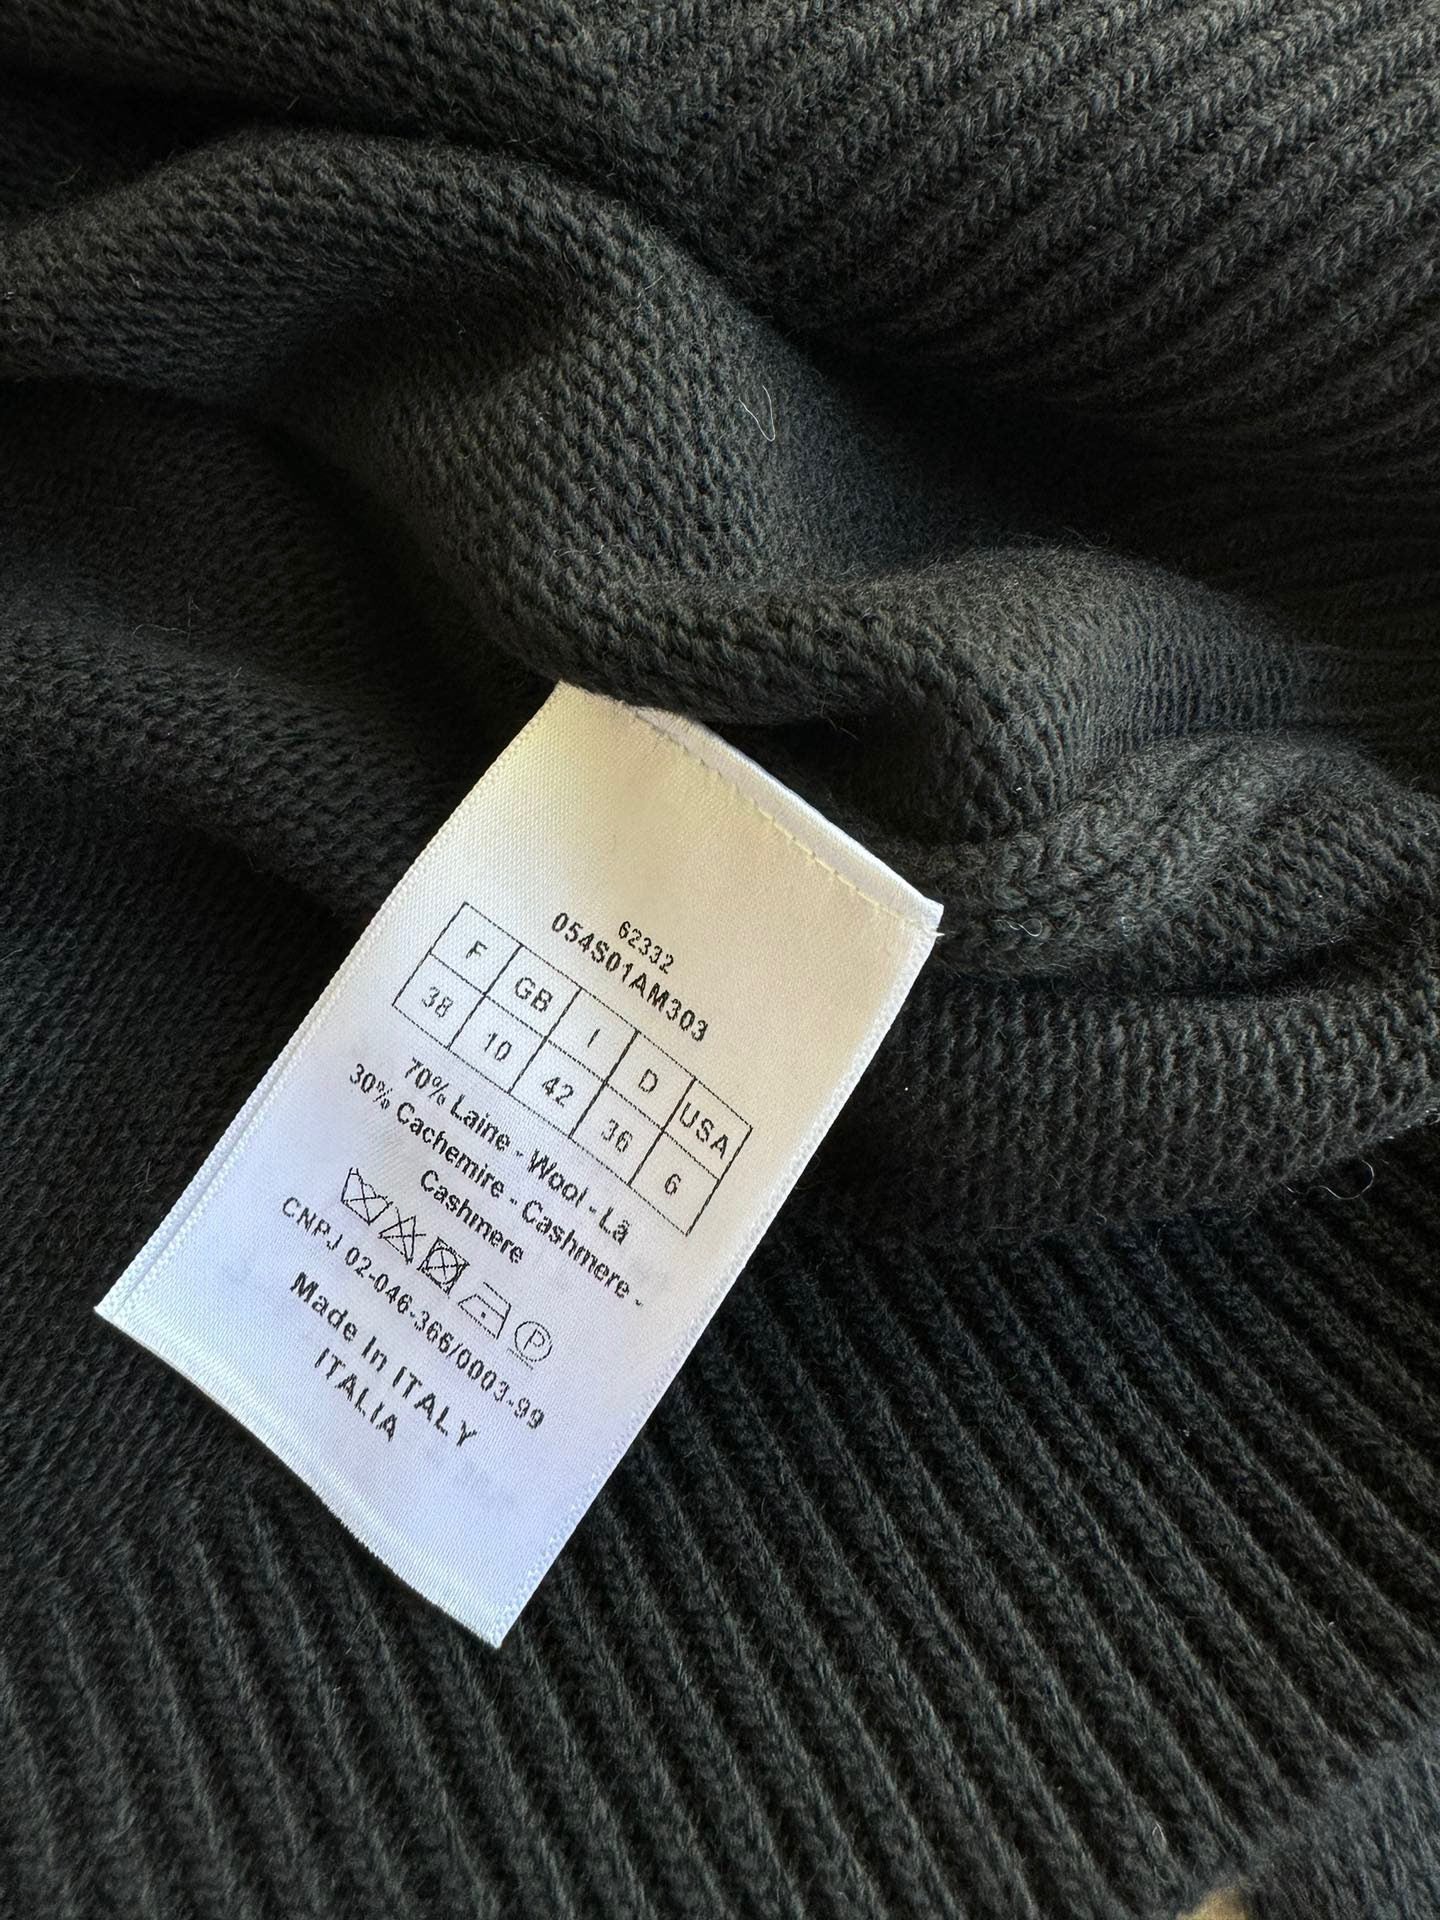 62332
054S01AM303
F GB I D USA
38 10 42 36 6
70% Laine - Wool - Lã
30% Cachemire - Cashmere -
Cashmere
P
CNPJ 02-046-366/0003-99
Made In ITALY
ITALIA